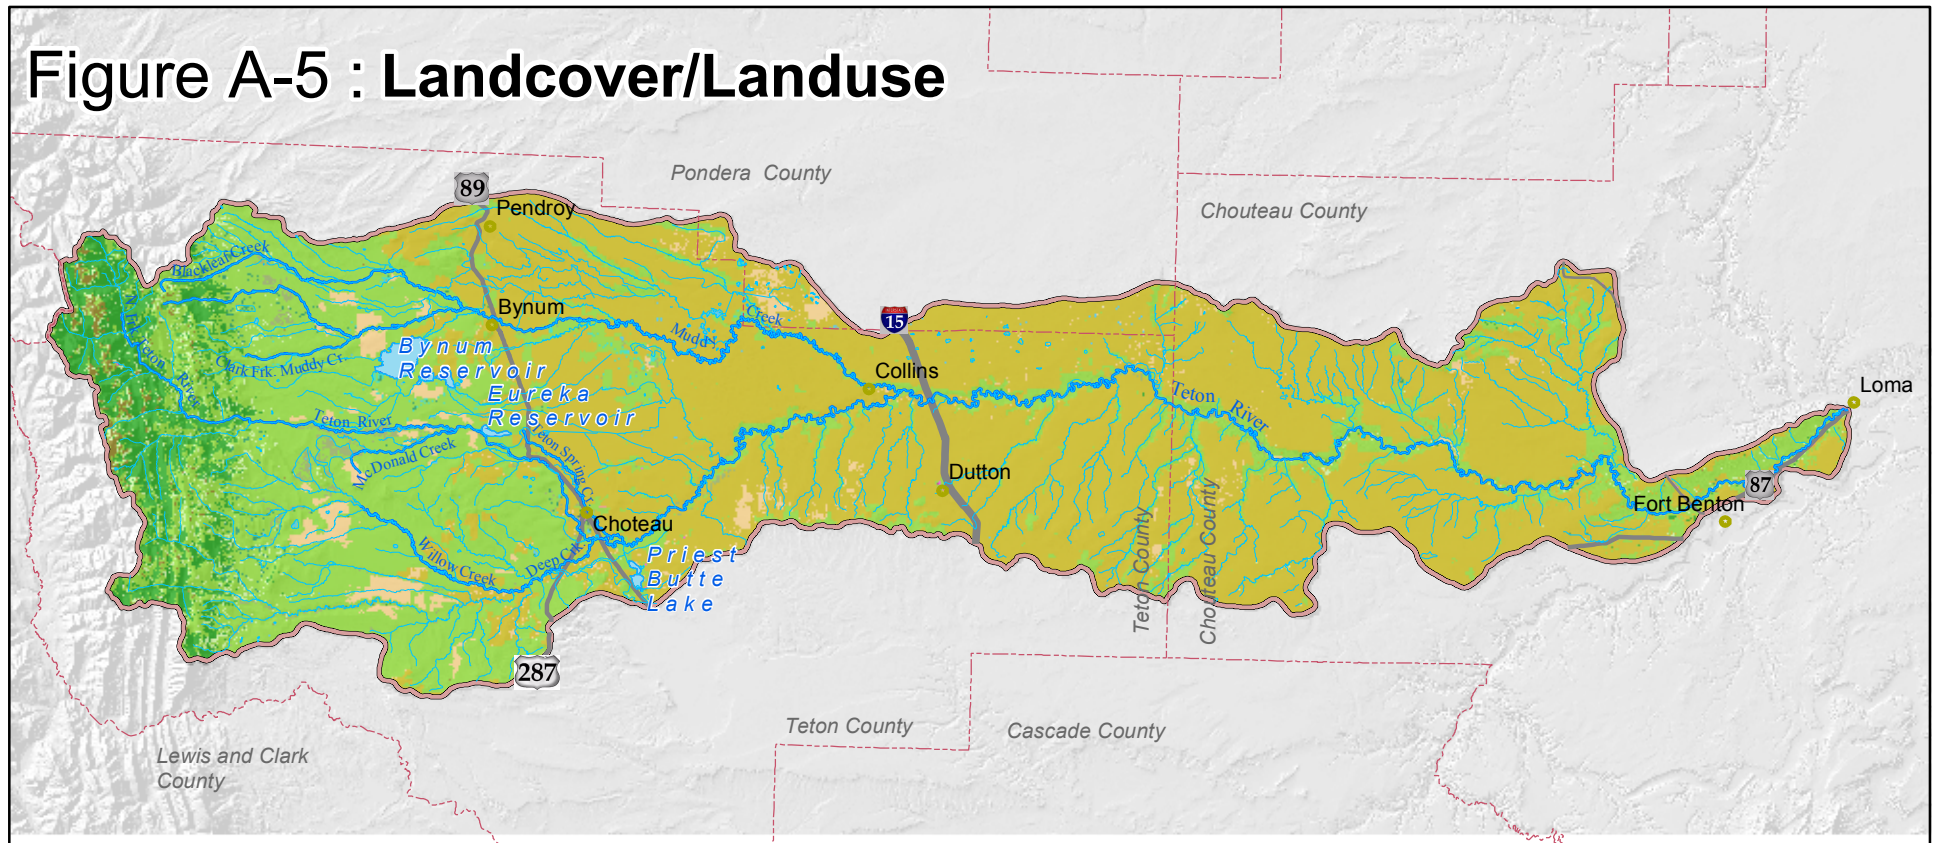 Figure A-5 : Landcover/Landuse
Pondera County
89
Pendroy
Chouteau County
Blackleaf Creek
N. Frk. Teton River
Bynum
Muddy Creek
15
Bynum
Reservoir
Clark Frk. Muddy Cr
Collins
Loma
Eureka
Reservoir
Teton River
Teton River
Teton Spring Cr.
McDonald Creek
Dutton
87
Fort Benton
Choteau
Willow Creek
Deep Crk.
Priest
Butte
Lake
Teton County
Chouteau County
287
Teton County
Cascade County
Lewis and Clark
County